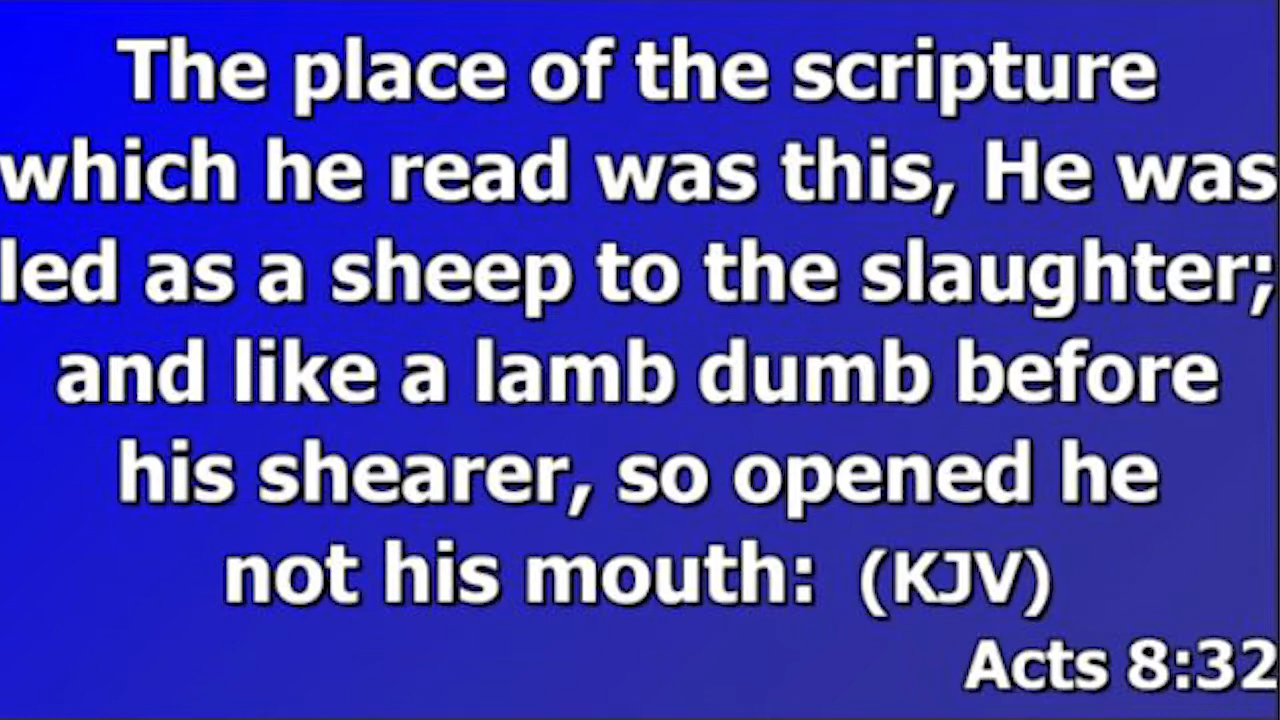 The place of the scripture
which he read was this, He was
led as a sheep to the slaughter;
and like a lamb dumb before
his shearer, so opened he
not his mouth: (KJV)
Acts 8:32